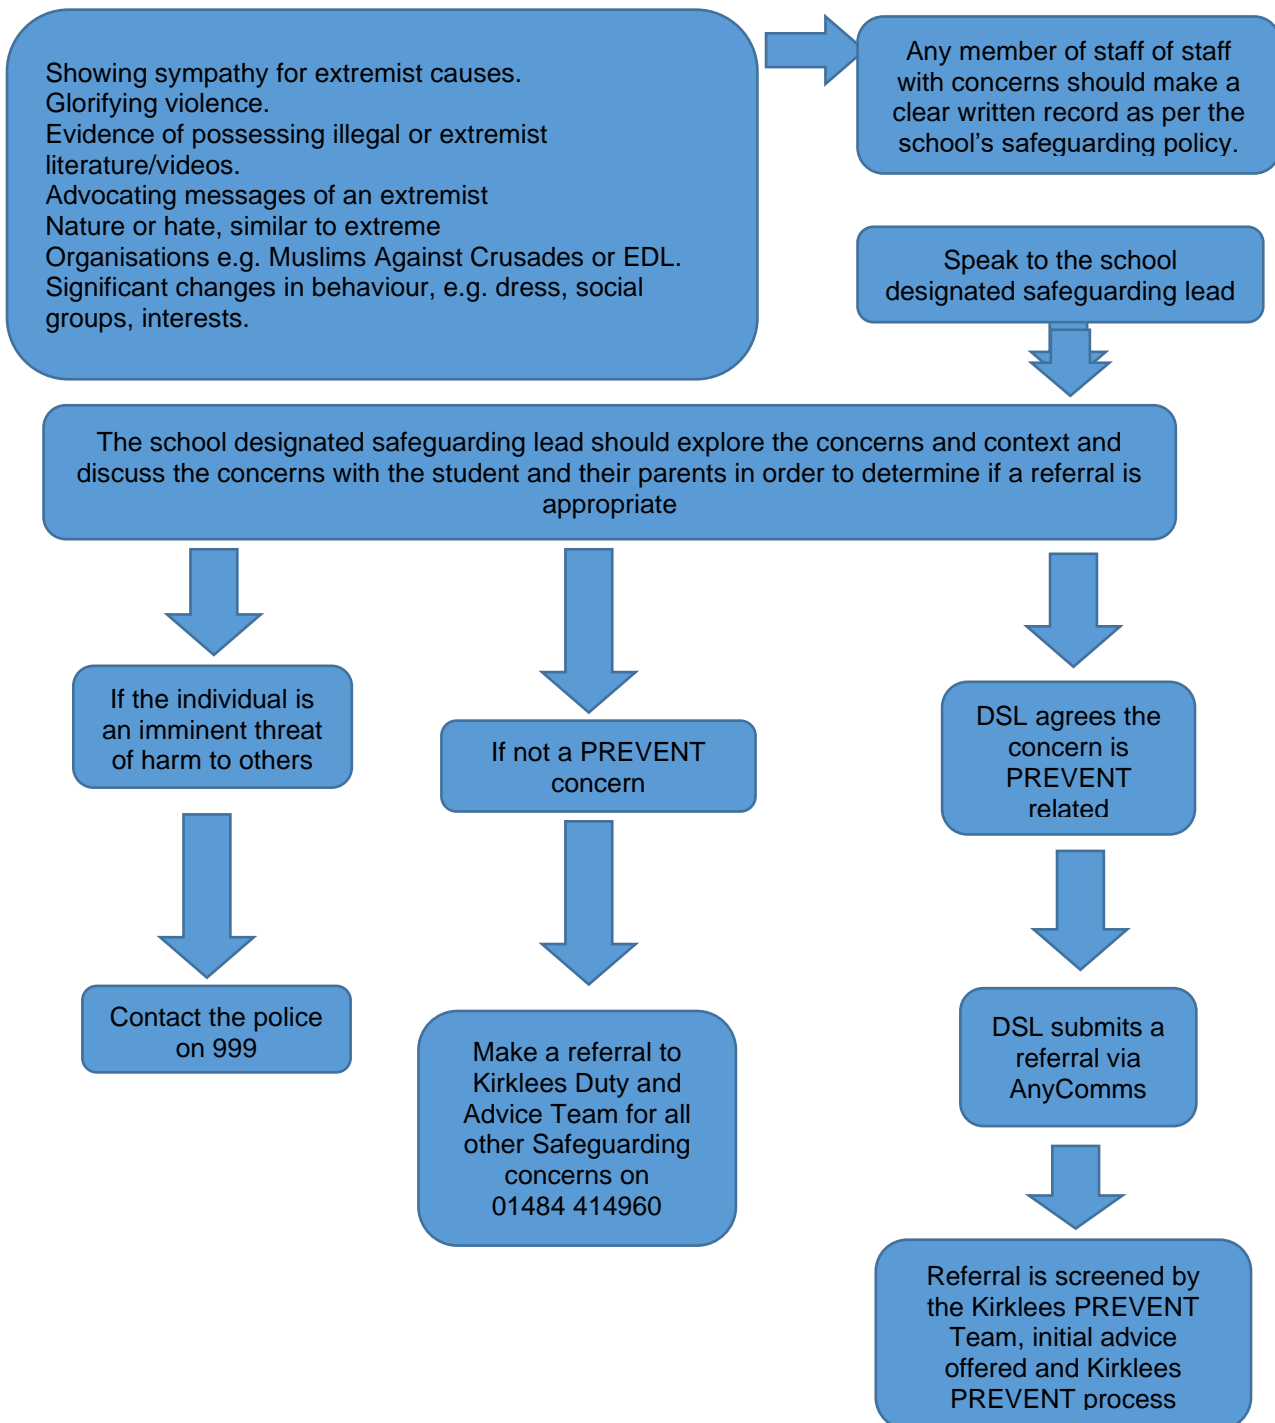 Showing sympathy for extremist causes.
Glorifying violence.
Evidence of possessing illegal or extremist
literature/videos.
Advocating messages of an extremist
Nature or hate, similar to extreme
Organisations e.g. Muslims Against Crusades or EDL.
Significant changes in behaviour, e.g. dress, social
groups, interests.
Any member of staff of staff
with concerns should make a
clear written record as per the
school’s safeguarding policy.
Speak to the school
designated safeguarding lead
The school designated safeguarding lead should explore the concerns and context and
discuss the concerns with the student and their parents in order to determine if a referral is
appropriate
If the individual is
an imminent threat
of harm to others
Contact the police
on 999
If not a PREVENT
concern
Make a referral to
Kirklees Duty and
Advice Team for all
other Safeguarding
concerns on
01484 414960
DSL agrees the
concern is
PREVENT
related
DSL submits a
referral via
AnyComms
Referral is screened by
the Kirklees PREVENT
Team, initial advice
offered and Kirklees
PREVENT process